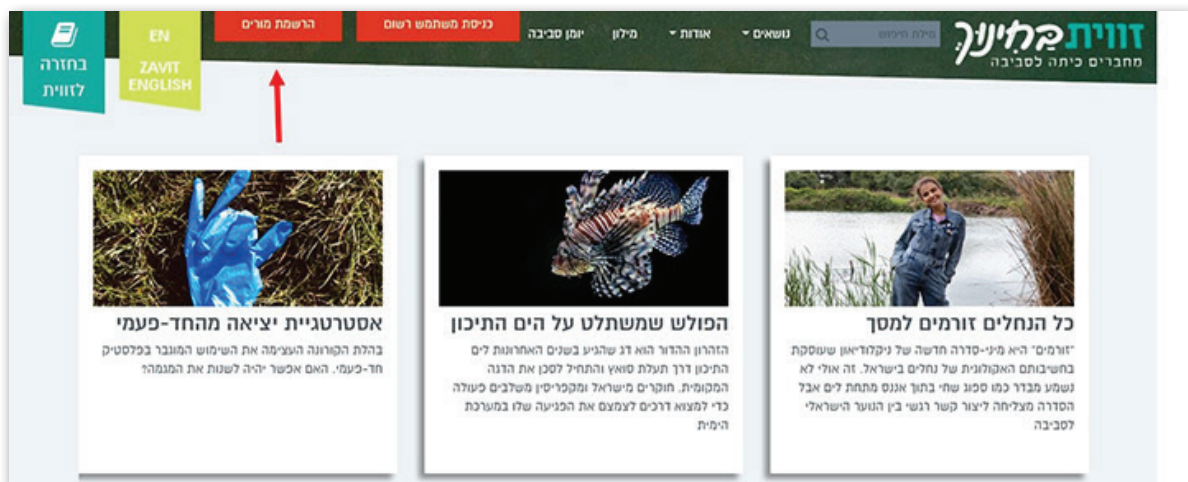 זווית בַּחִינּוּךְ
מחברים כיתה לסביבה
מילת חיפוש
נושאים
אודות
מילון
יומן סביבה
כניסת משתמש רשום
הרשמת מורים
EN
ZAVIT
ENGLISH
בחזרה
לזווית
כל הנחלים זורמים למסך
"זורמים" היא מיני-סדרה חדשה של ניקלודיאון שעוסקת
בחשיבותם האקולוגית של נחלים בישראל. זה אולי לא
נשמע מבדר כמו ספוג שחי בתוך אננס מתחת לים אבל
הסדרה מצליחה ליצור קשר רגשי בין הנוער הישראלי
לסביבה
הפולש שמשתלט על הים התיכון
הזהרון ההדור הוא דג שהגיע בשנים האחרונות לים
התיכון דרך תעלת סואץ והתחיל לסכן את הדגה
המקומית. חוקרים מישראל ומקפריסין משלבים פעולה
כדי למצוא דרכים לצמצם את הפגיעה שלו במערכת
הימית
אסטרטגיית יציאה מהחד-פעמי
בהלת הקורונה העצימה את השימוש המוגבר בפלסטיק
חד-פעמי. האם אפשר יהיה לשנות את המגמה?